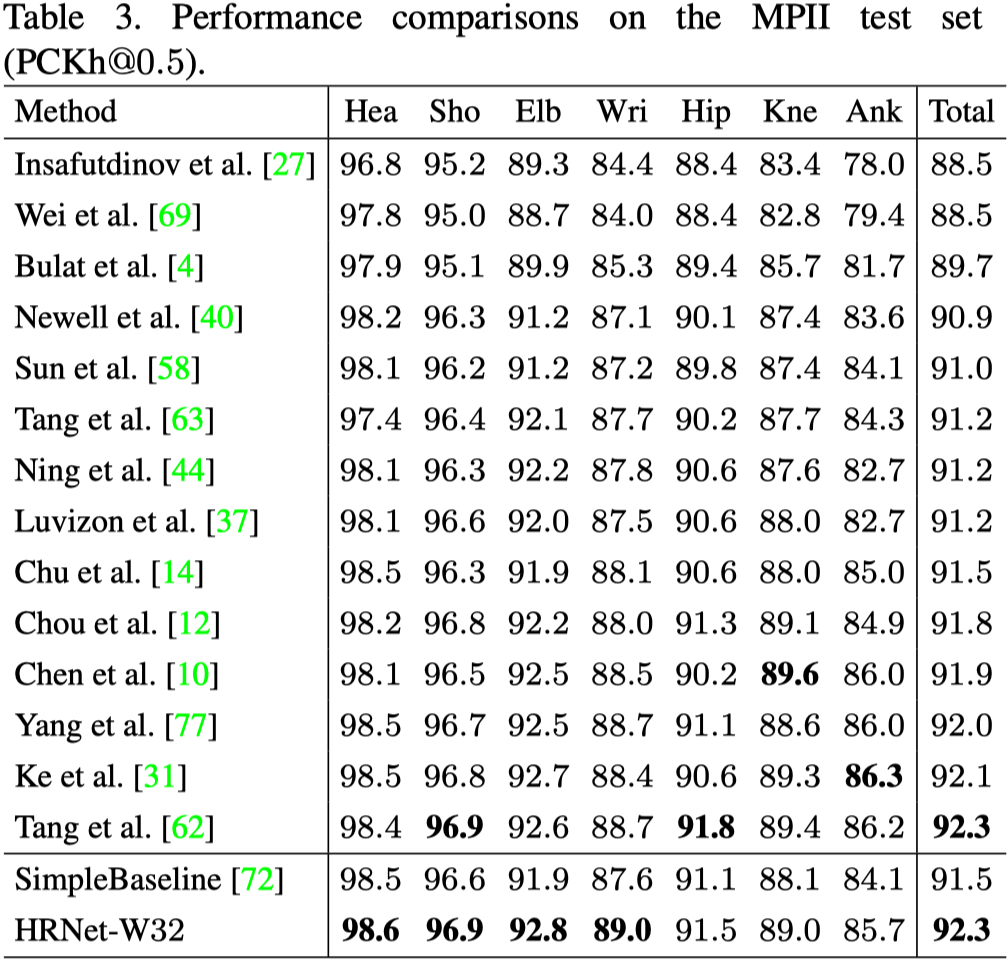 Table 3. Performance comparisons on the MPII test set
(PCKh@0.5).
Method Hea Sho Elb Wri Hip Kne Ank Total
Insafutdinov et al. [27] 96.8 95.2 89.3 84.4 88.4 83.4 78.0 88.5
Wei et al. [69] 97.8 95.0 88.7 84.0 88.4 82.8 79.4 88.5
Bulat et al. [4] 97.9 95.1 89.9 85.3 89.4 85.7 81.7 89.7
Newell et al. [40] 98.2 96.3 91.2 87.1 90.1 87.4 83.6 90.9
Sun et al. [58] 98.1 96.2 91.2 87.2 89.8 87.4 84.1 91.0
Tang et al. [63] 97.4 96.4 92.1 87.7 90.2 87.7 84.3 91.2
Ning et al. [44] 98.1 96.3 92.2 87.8 90.6 87.6 82.7 91.2
Luvizon et al. [37] 98.1 96.6 92.0 87.5 90.6 88.0 82.7 91.2
Chu et al. [14] 98.5 96.3 91.9 88.1 90.6 88.0 85.0 91.5
Chou et al. [12] 98.2 96.8 92.2 88.0 91.3 89.1 84.9 91.8
Chen et al. [10] 98.1 96.5 92.5 88.5 90.2 89.6 86.0 91.9
Yang et al. [77] 98.5 96.7 92.5 88.7 91.1 88.6 86.0 92.0
Ke et al. [31] 98.5 96.8 92.7 88.4 90.6 89.3 86.3 92.1
Tang et al. [62] 98.4 96.9 92.6 88.7 91.8 89.4 86.2 92.3
SimpleBaseline [72] 98.5 96.6 91.9 87.6 91.1 88.1 84.1 91.5
HRNet-W32 98.6 96.9 92.8 89.0 91.5 89.0 85.7 92.3